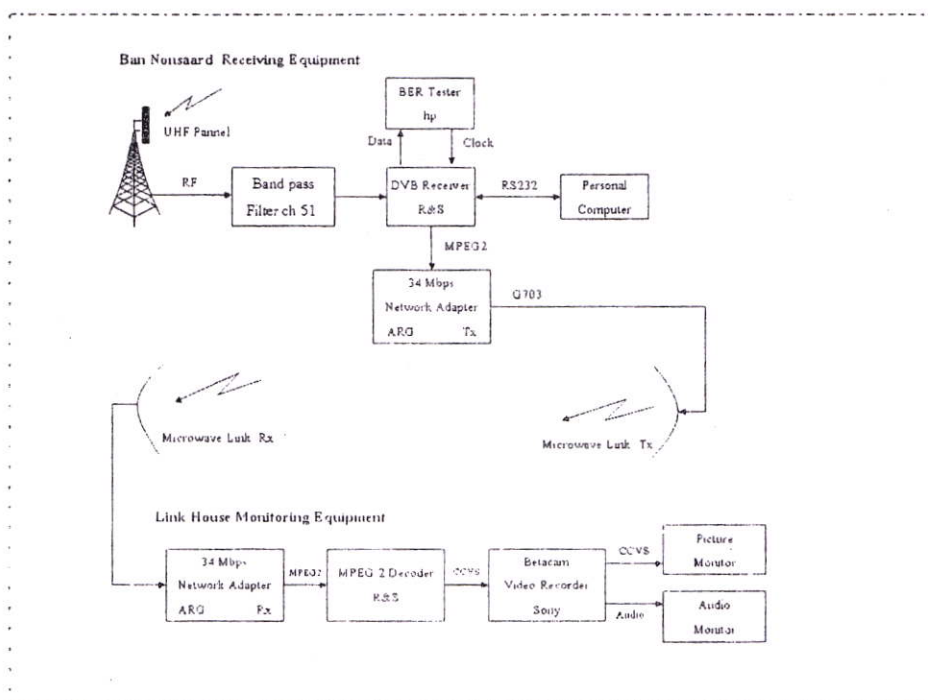 Ban Nonsaard Receiving Equipment
BER Tester
hp
UHF Pannel
Data
Clock
RF
Band pass
Filter ch 51
DVB Receiver
R&S
RS232
Personal
Computer
MPEG2
34 Mbps
Network Adapter
ARG Tx
G703
Microwave Link Rx
Microwave Link Tx
Link House Monitoring Equipment
34 Mbps
Network Adapter
ARG Rx
MPEG2
MPEG 2 Decoder
R&S
CCVS
Betacam
Video Recorder
Sony
CCVS
Picture
Monitor
Audio
Audio
Monitor